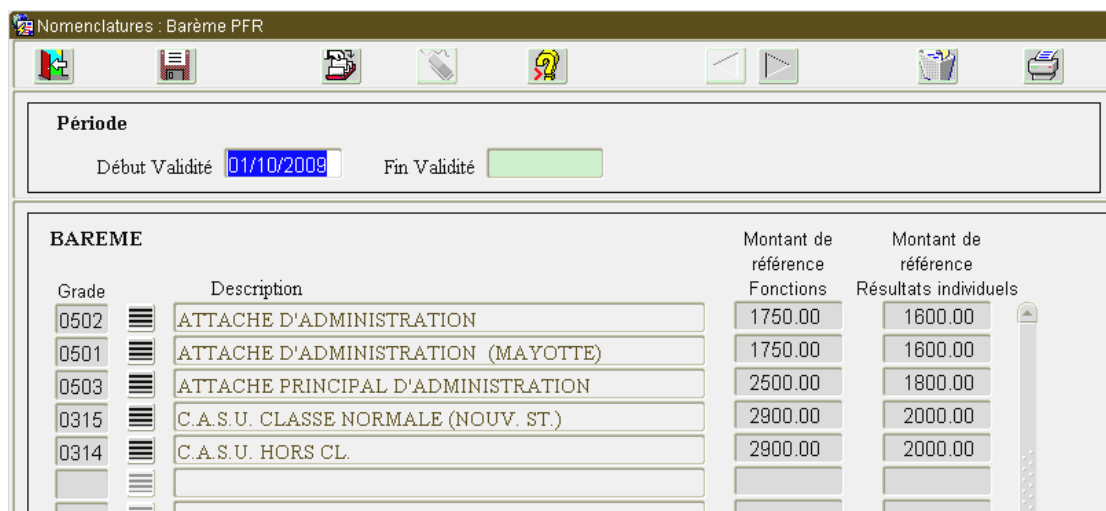 Nomenclatures : Barème PFR
Période
Début Validité 01/10/2009 Fin Validité
BAREME
Montant de Montant de
référence référence
Grade Description Fonctions Résultats individuels
0502 ATTACHE D'ADMINISTRATION 1750.00 1600.00
0501 ATTACHE D'ADMINISTRATION (MAYOTTE) 1750.00 1600.00
0503 ATTACHE PRINCIPAL D'ADMINISTRATION 2500.00 1800.00
0315 C.A.S.U. CLASSE NORMALE (NOUV. ST.) 2900.00 2000.00
0314 C.A.S.U. HORS CL. 2900.00 2000.00